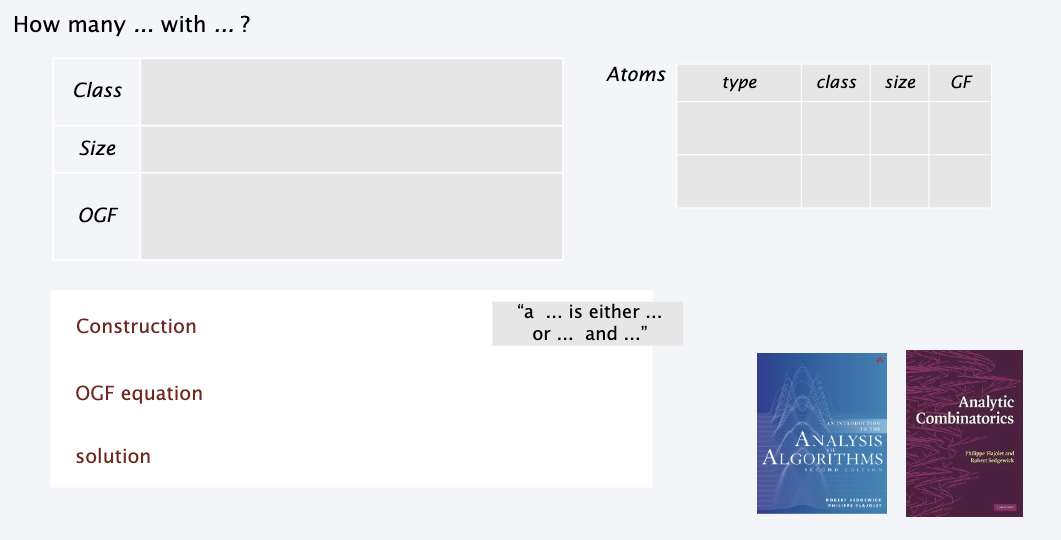 How many ... with ... ?
Class
Size
OGF
Atoms
type class size GF
Construction
“a ... is either ...
or ... and ...”
OGF equation
solution
AN INTRODUCTION
TO THE
ANALYSIS
OF
ALGORITHMS
SECOND EDITION
ROBERT SEDGEWICK
PHILIPPE FLAJOLET
Analytic
Combinatorics
Philippe Flajolet and
Robert Sedgewick